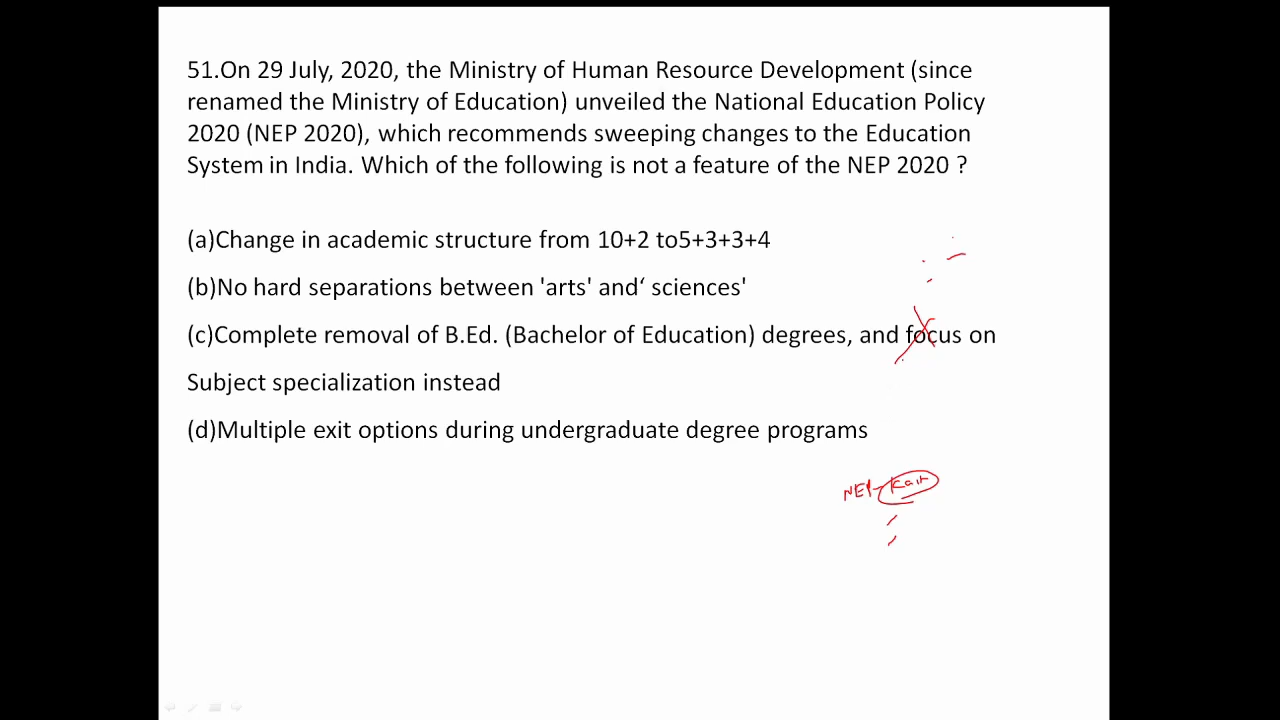 51.On 29 July, 2020, the Ministry of Human Resource Development (since
renamed the Ministry of Education) unveiled the National Education Policy
2020 (NEP 2020), which recommends sweeping changes to the Education
System in India. Which of the following is not a feature of the NEP 2020 ?
(a)Change in academic structure from 10+2 to5+3+3+4
(b)No hard separations between 'arts' and‘ sciences'
(c)Complete removal of B.Ed. (Bachelor of Education) degrees, and focus on
Subject specialization instead
(d)Multiple exit options during undergraduate degree programs
NEP-